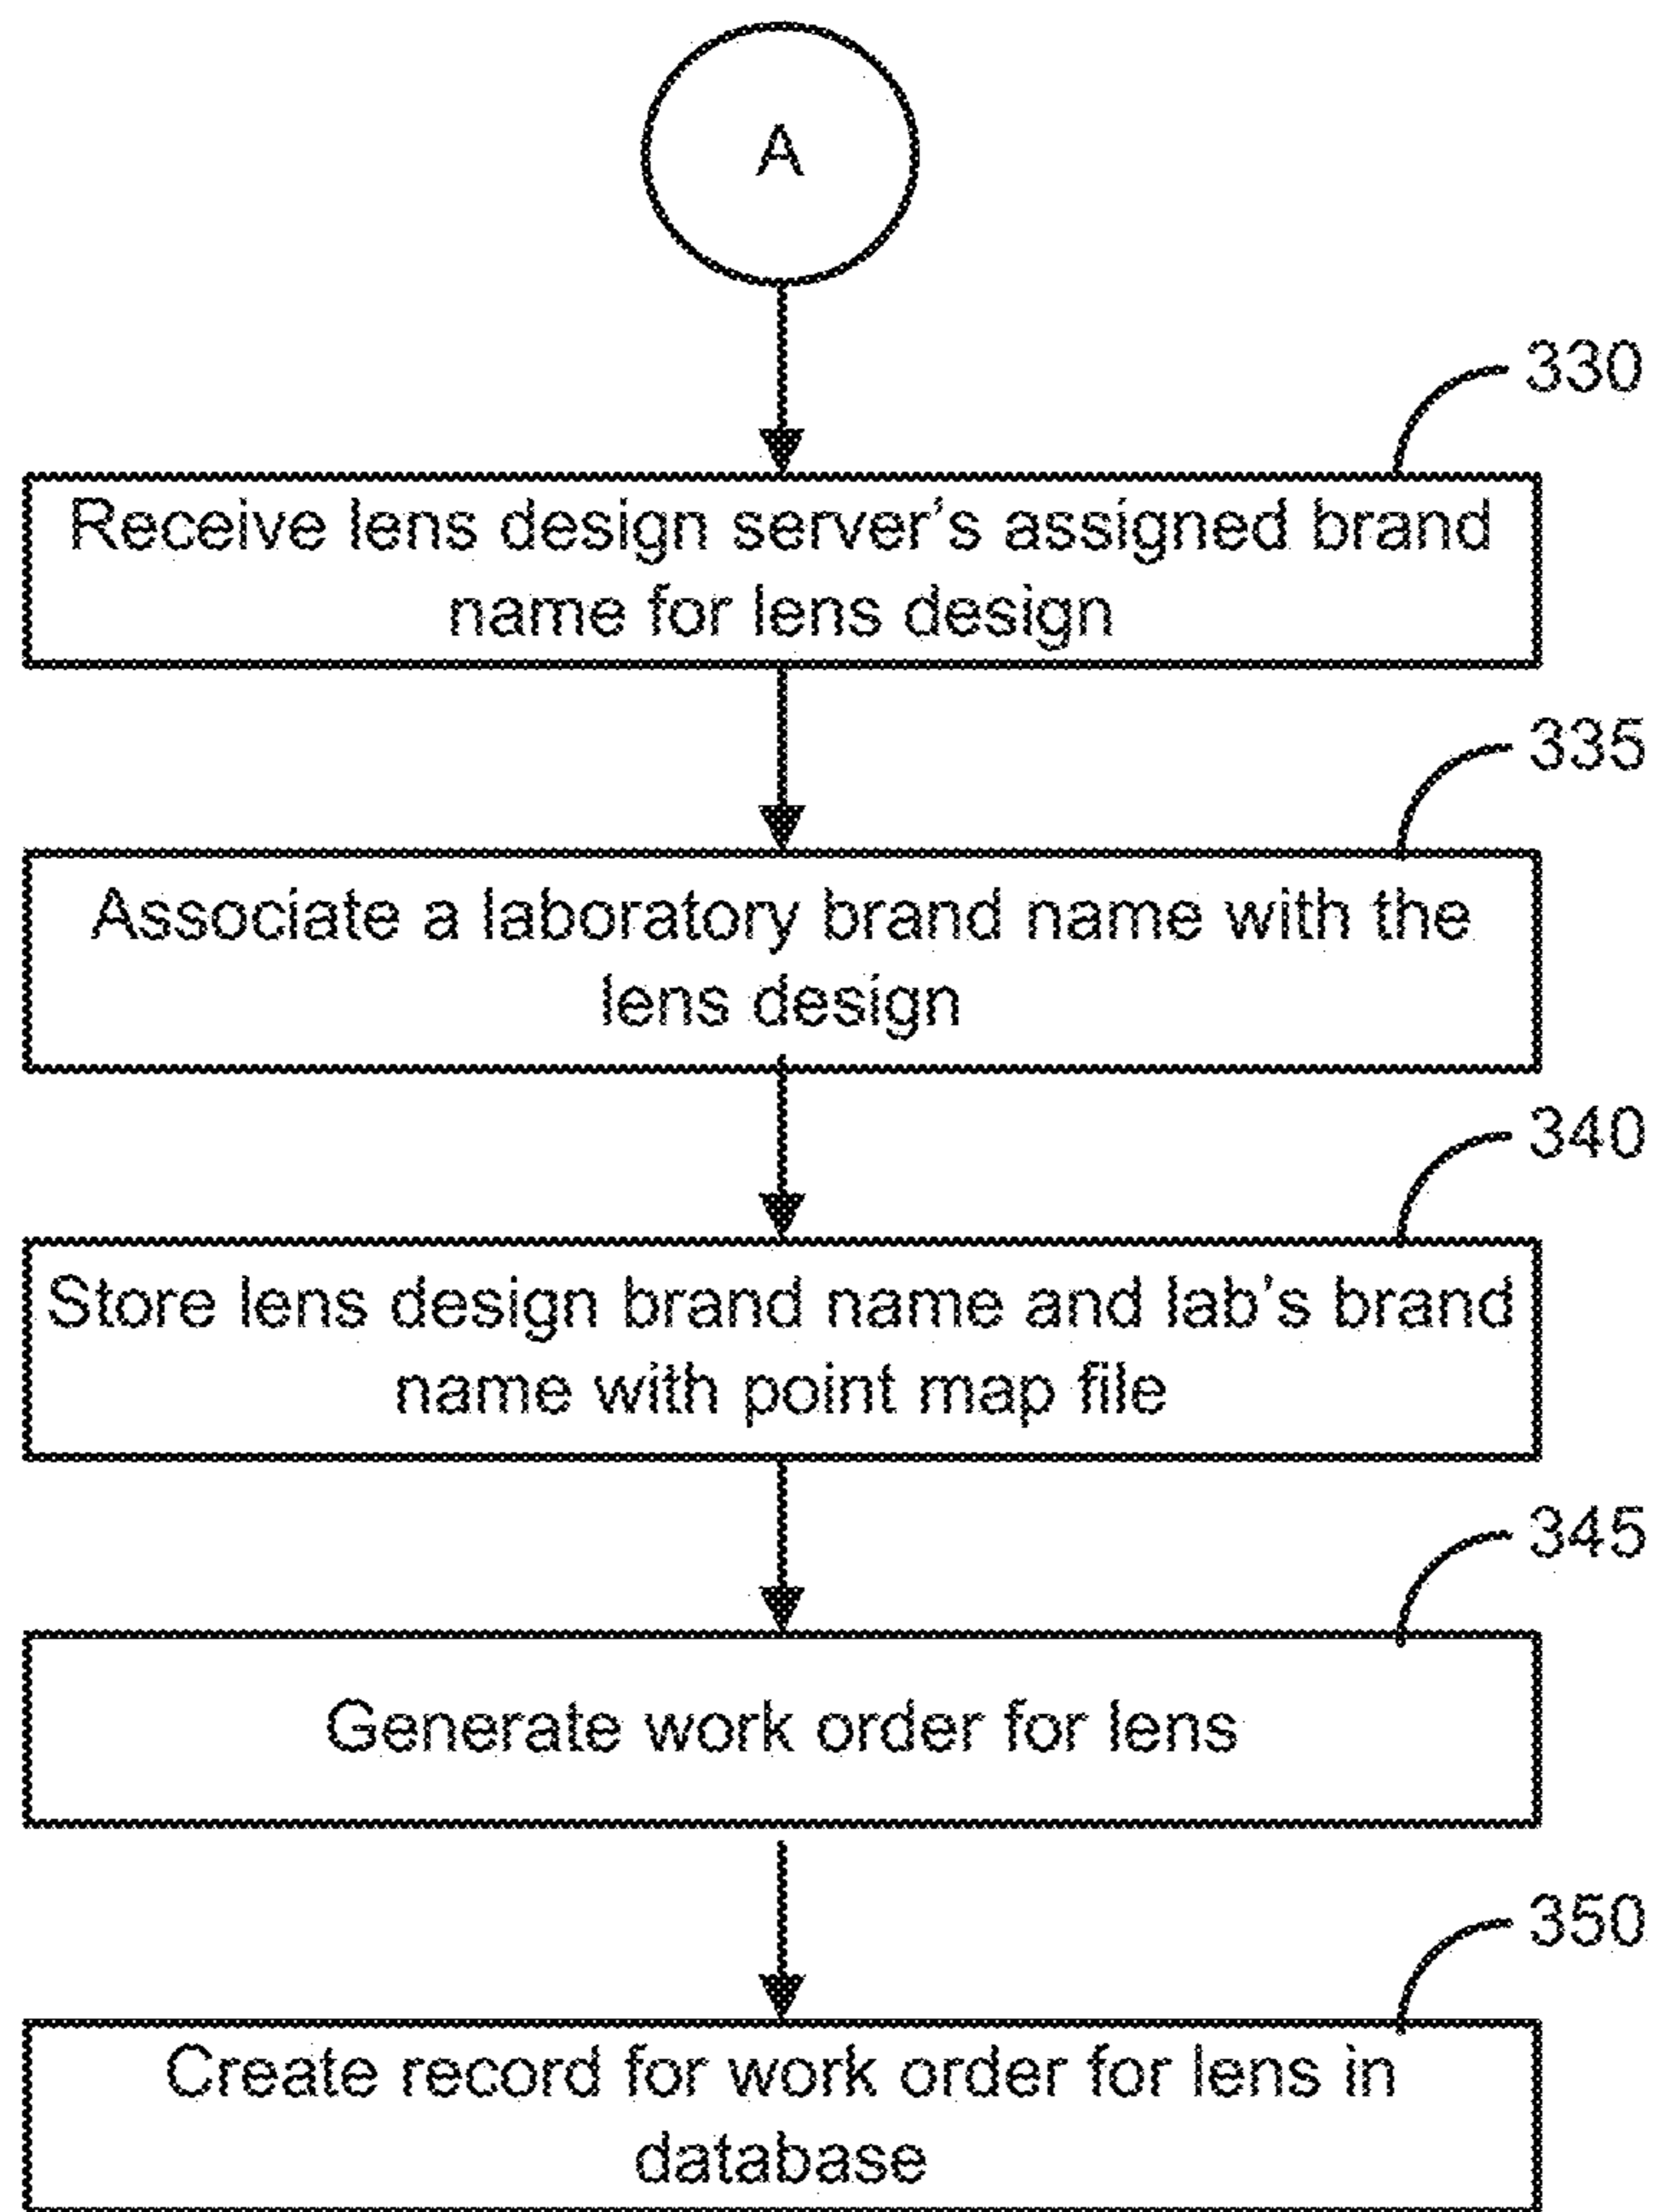 A
330
Receive lens design server's assigned brand
name for lens design
335
Associate a laboratory brand name with the
lens design
340
Store lens design brand name and lab's brand
name with point map file
345
Generate work order for lens
350
Create record for work order for lens in
database